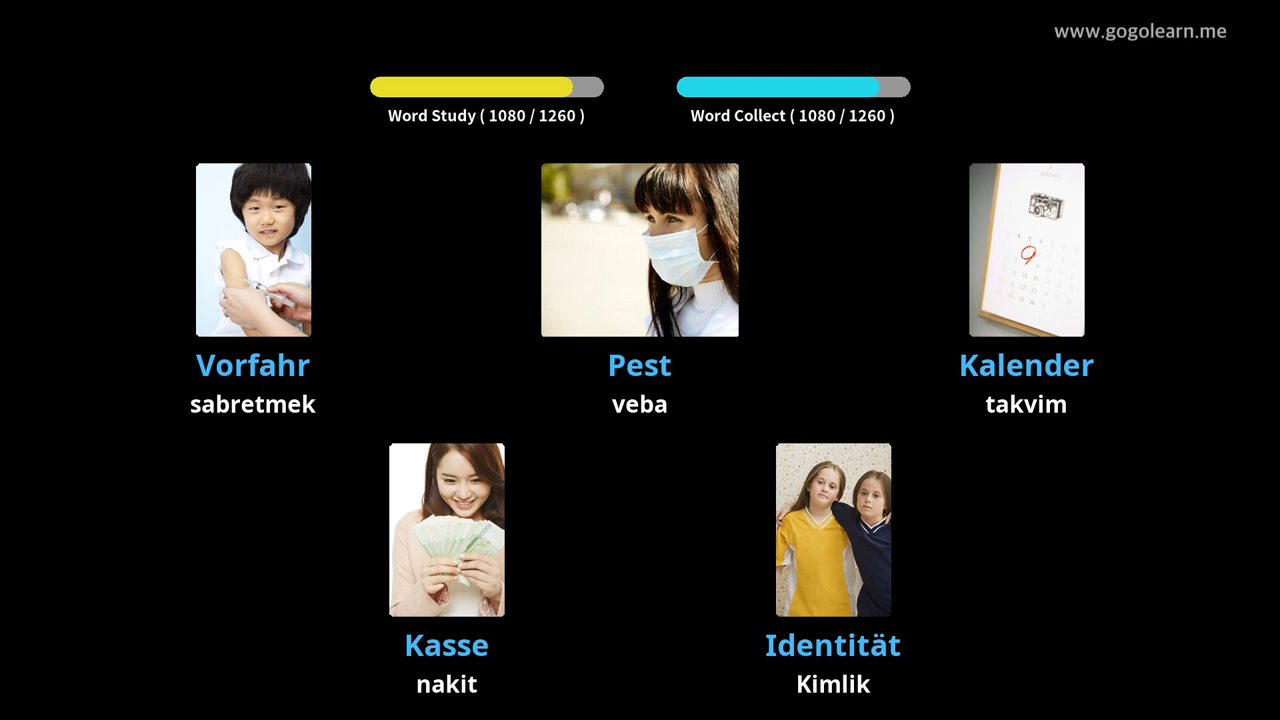 www.gogolearn.me
Word Study ( 1080 / 1260 )
Word Collect ( 1080 / 1260 )
Vorfahr
sabretmek
Pest
veba
Kalender
takvim
Kasse
nakit
Identität
Kimlik